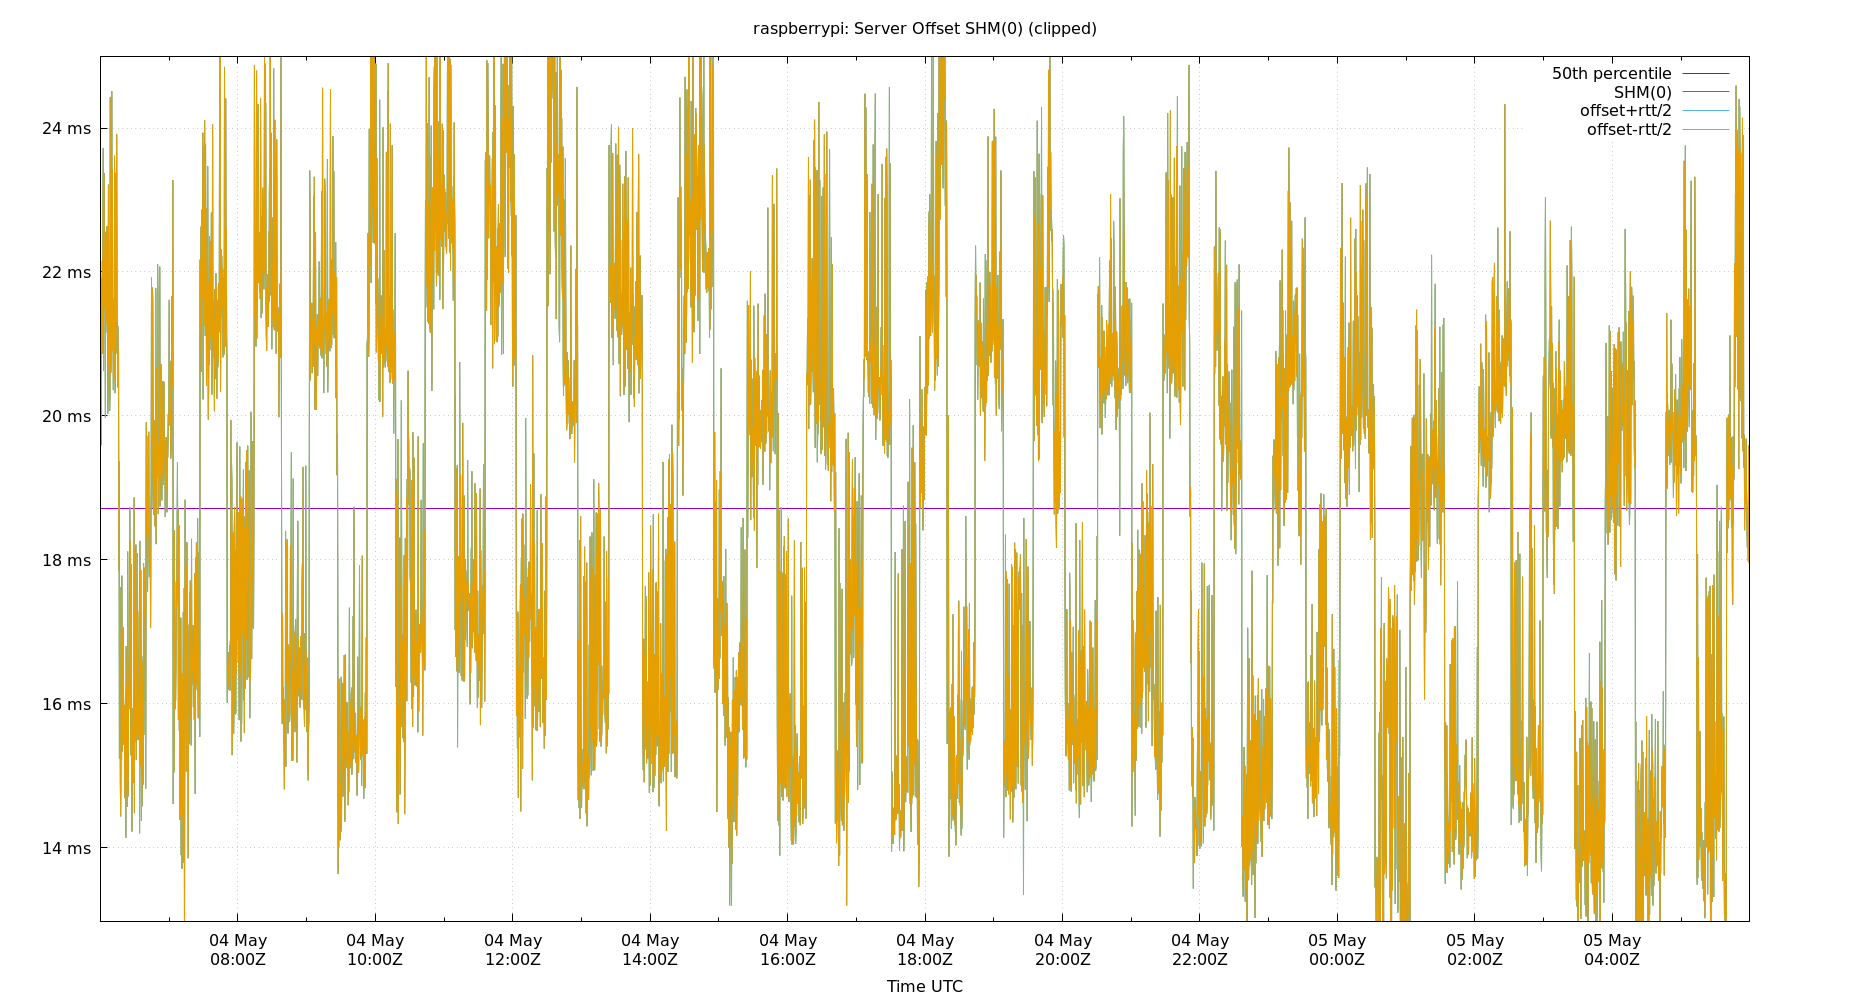 raspberrypi: Server Offset SHM(0) (clipped)
50th percentile
SHM(0)
offset+rtt/2
offset-rtt/2
24 ms
22 ms
20 ms
18 ms
16 ms
14 ms
04 May 04 May 04 May 04 May 04 May 04 May 04 May 04 May 05 May 05 May 05 May
08:00Z 10:00Z 12:00Z 14:00Z 16:00Z 18:00Z 20:00Z 22:00Z 00:00Z 02:00Z 04:00Z
Time UTC